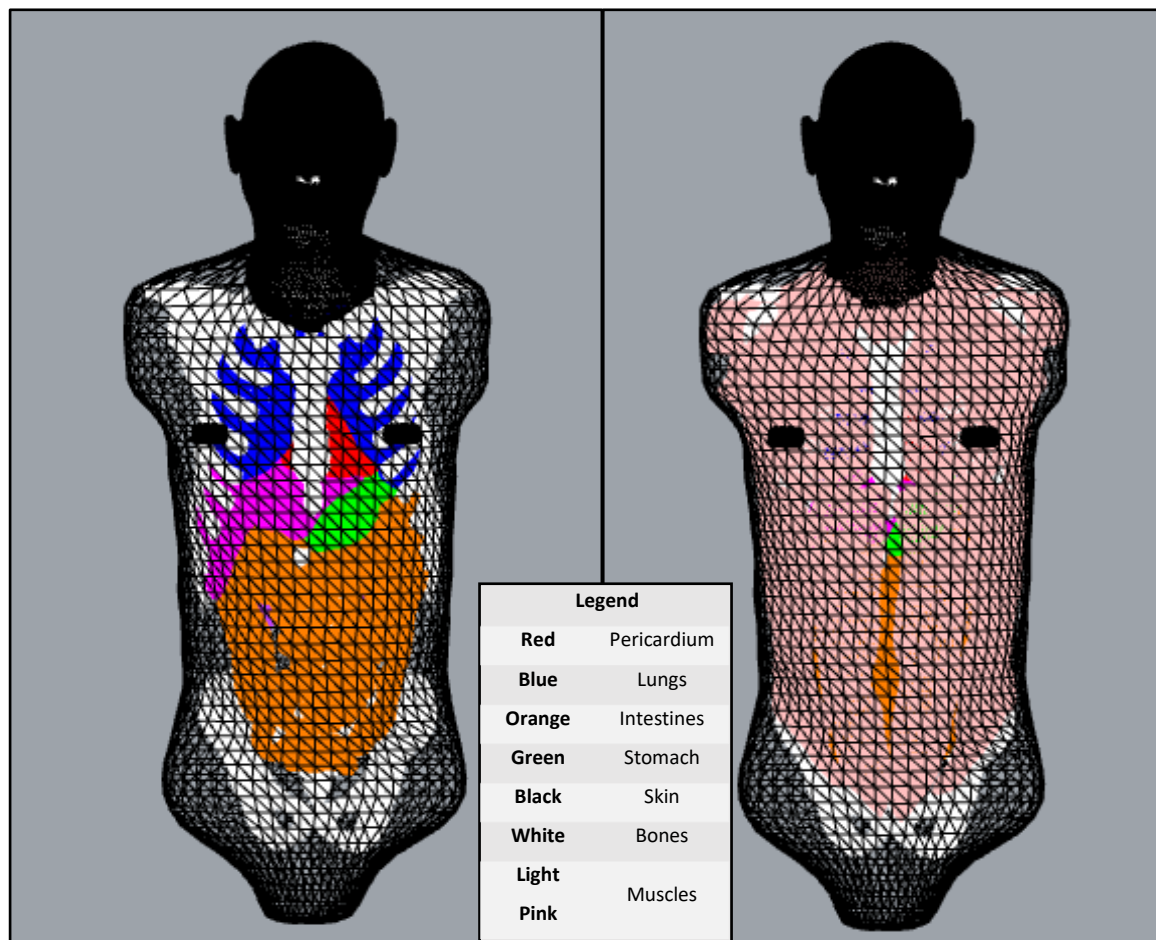 Legend
Red Pericardium
Blue Lungs
Orange Intestines
Green Stomach
Black Skin
White Bones
Light
Pink Muscles